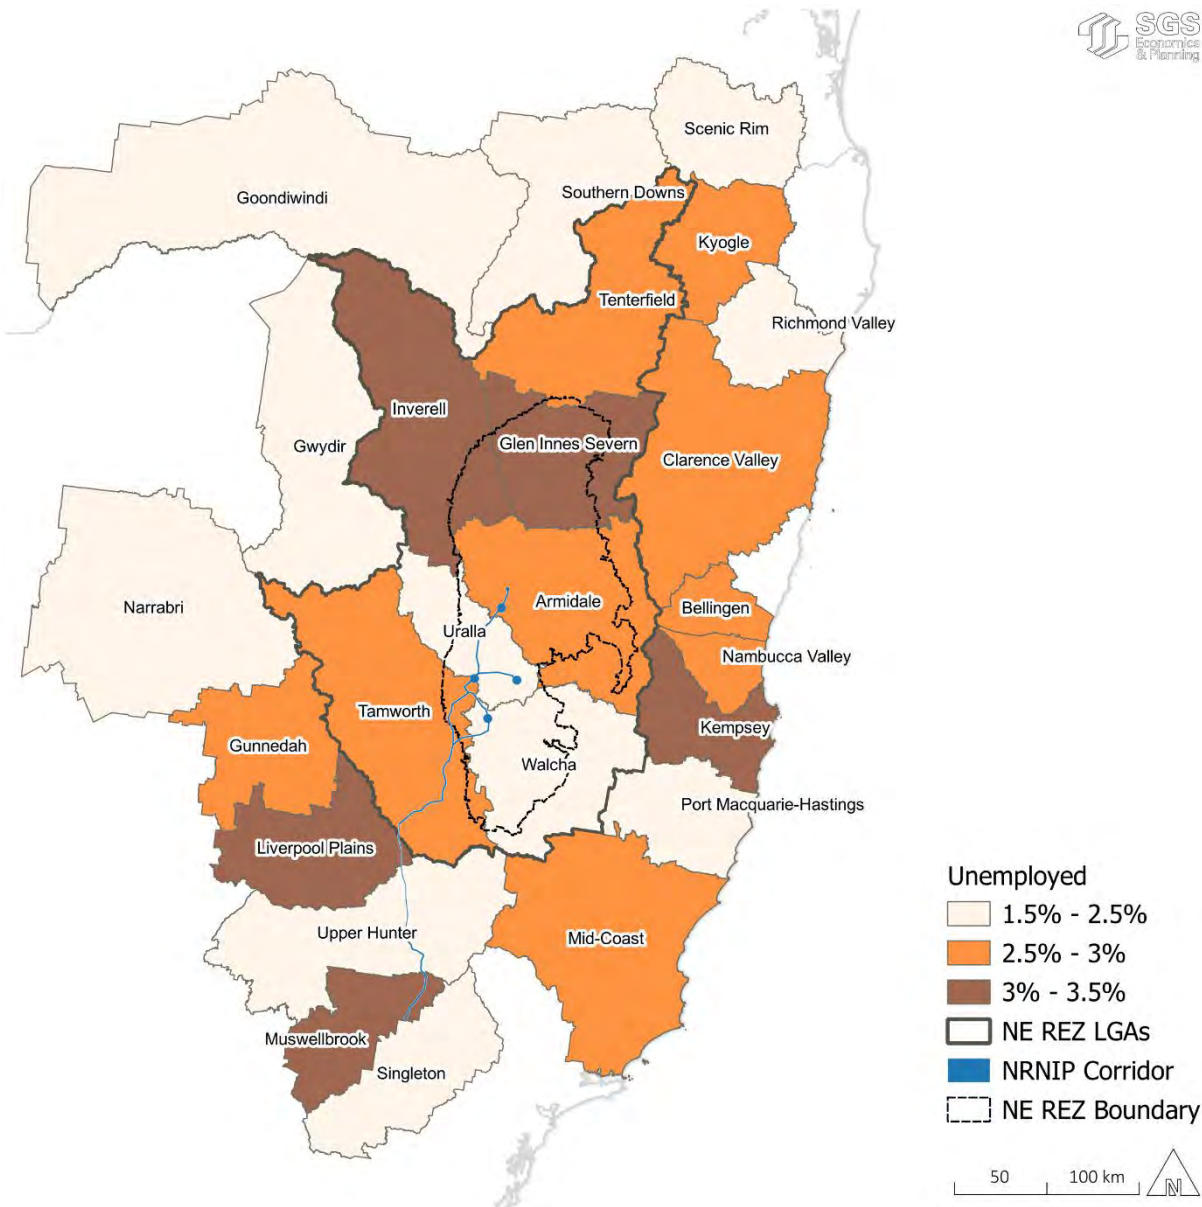 SGS
Economics
& Planning
Scenic Rim
Goondiwindi
Southern Downs
Kyogle
Tenterfield
Richmond Valley
Inverell
Glen Innes Severn
Gwydir
Clarence Valley
Narrabri
Armidale
Bellingen
Uralla
Nambucca Valley
Tamworth
Kempsey
Gunnedah
Walcha
Port Macquarie-Hastings
Liverpool Plains
Upper Hunter
Mid-Coast
Muswellbrook
Singleton
Unemployed
1.5% - 2.5%
2.5% - 3%
3% - 3.5%
NE REZ LGAs
NRNIP Corridor
NE REZ Boundary
50 100 km
N